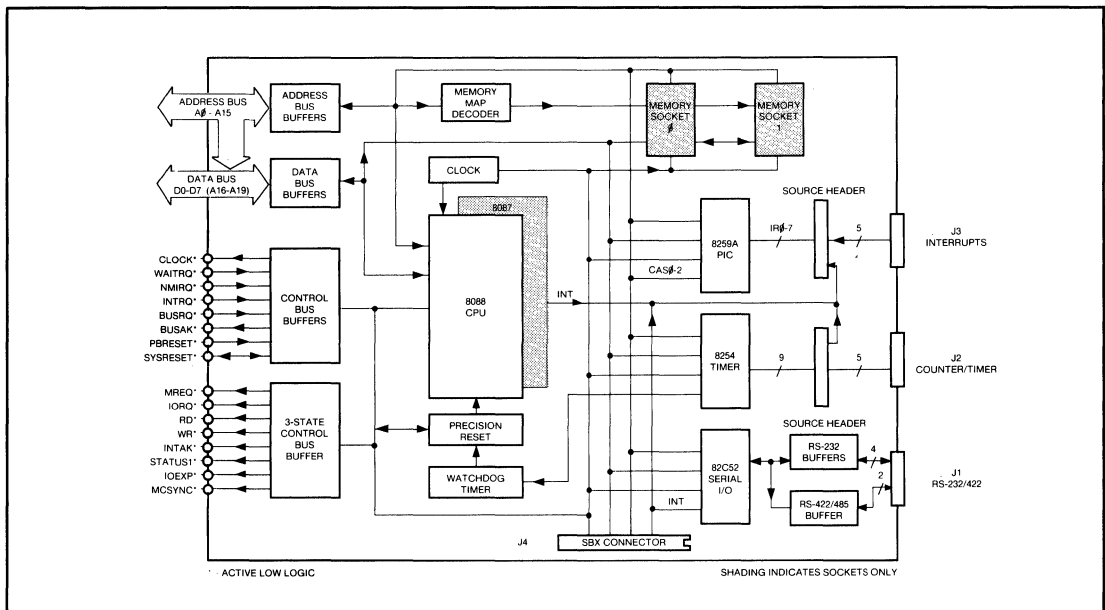 ADDRESS BUS
AØ - A15
ADDRESS
BUS
BUFFERS
MEMORY
MAP
DECODER
MEMORY
SOCKET
Ø
MEMORY
SOCKET
1
DATA BUS
D0-D7 (A16-A19)
DATA
BUS
BUFFERS
CLOCK
SOURCE HEADER
8087
8088
CPU
INT
8259A
PIC
IRØ-7
5
CASØ-2
J3
INTERRUPTS
CLOCK*
WAITRQ*
NMIRQ*
INTRQ*
BUSRQ*
BUSAK*
PBRESET*
SYSRESET*
CONTROL
BUS
BUFFERS
8254
TIMER
9
5
J2
COUNTER/TIMER
SOURCE HEADER
MREQ*
IORQ*
RD*
WR*
INTAK*
STATUS1*
IOEXP*
MCSYNC*
3-STATE
CONTROL
BUS
BUFFER
PRECISION
RESET
WATCHDOG
TIMER
82C52
SERIAL
I/O
INT
RS-232
BUFFERS
4
2
RS-422/485
BUFFER
J1
RS-232/422
J4
SBX CONNECTOR
ACTIVE LOW LOGIC
SHADING INDICATES SOCKETS ONLY